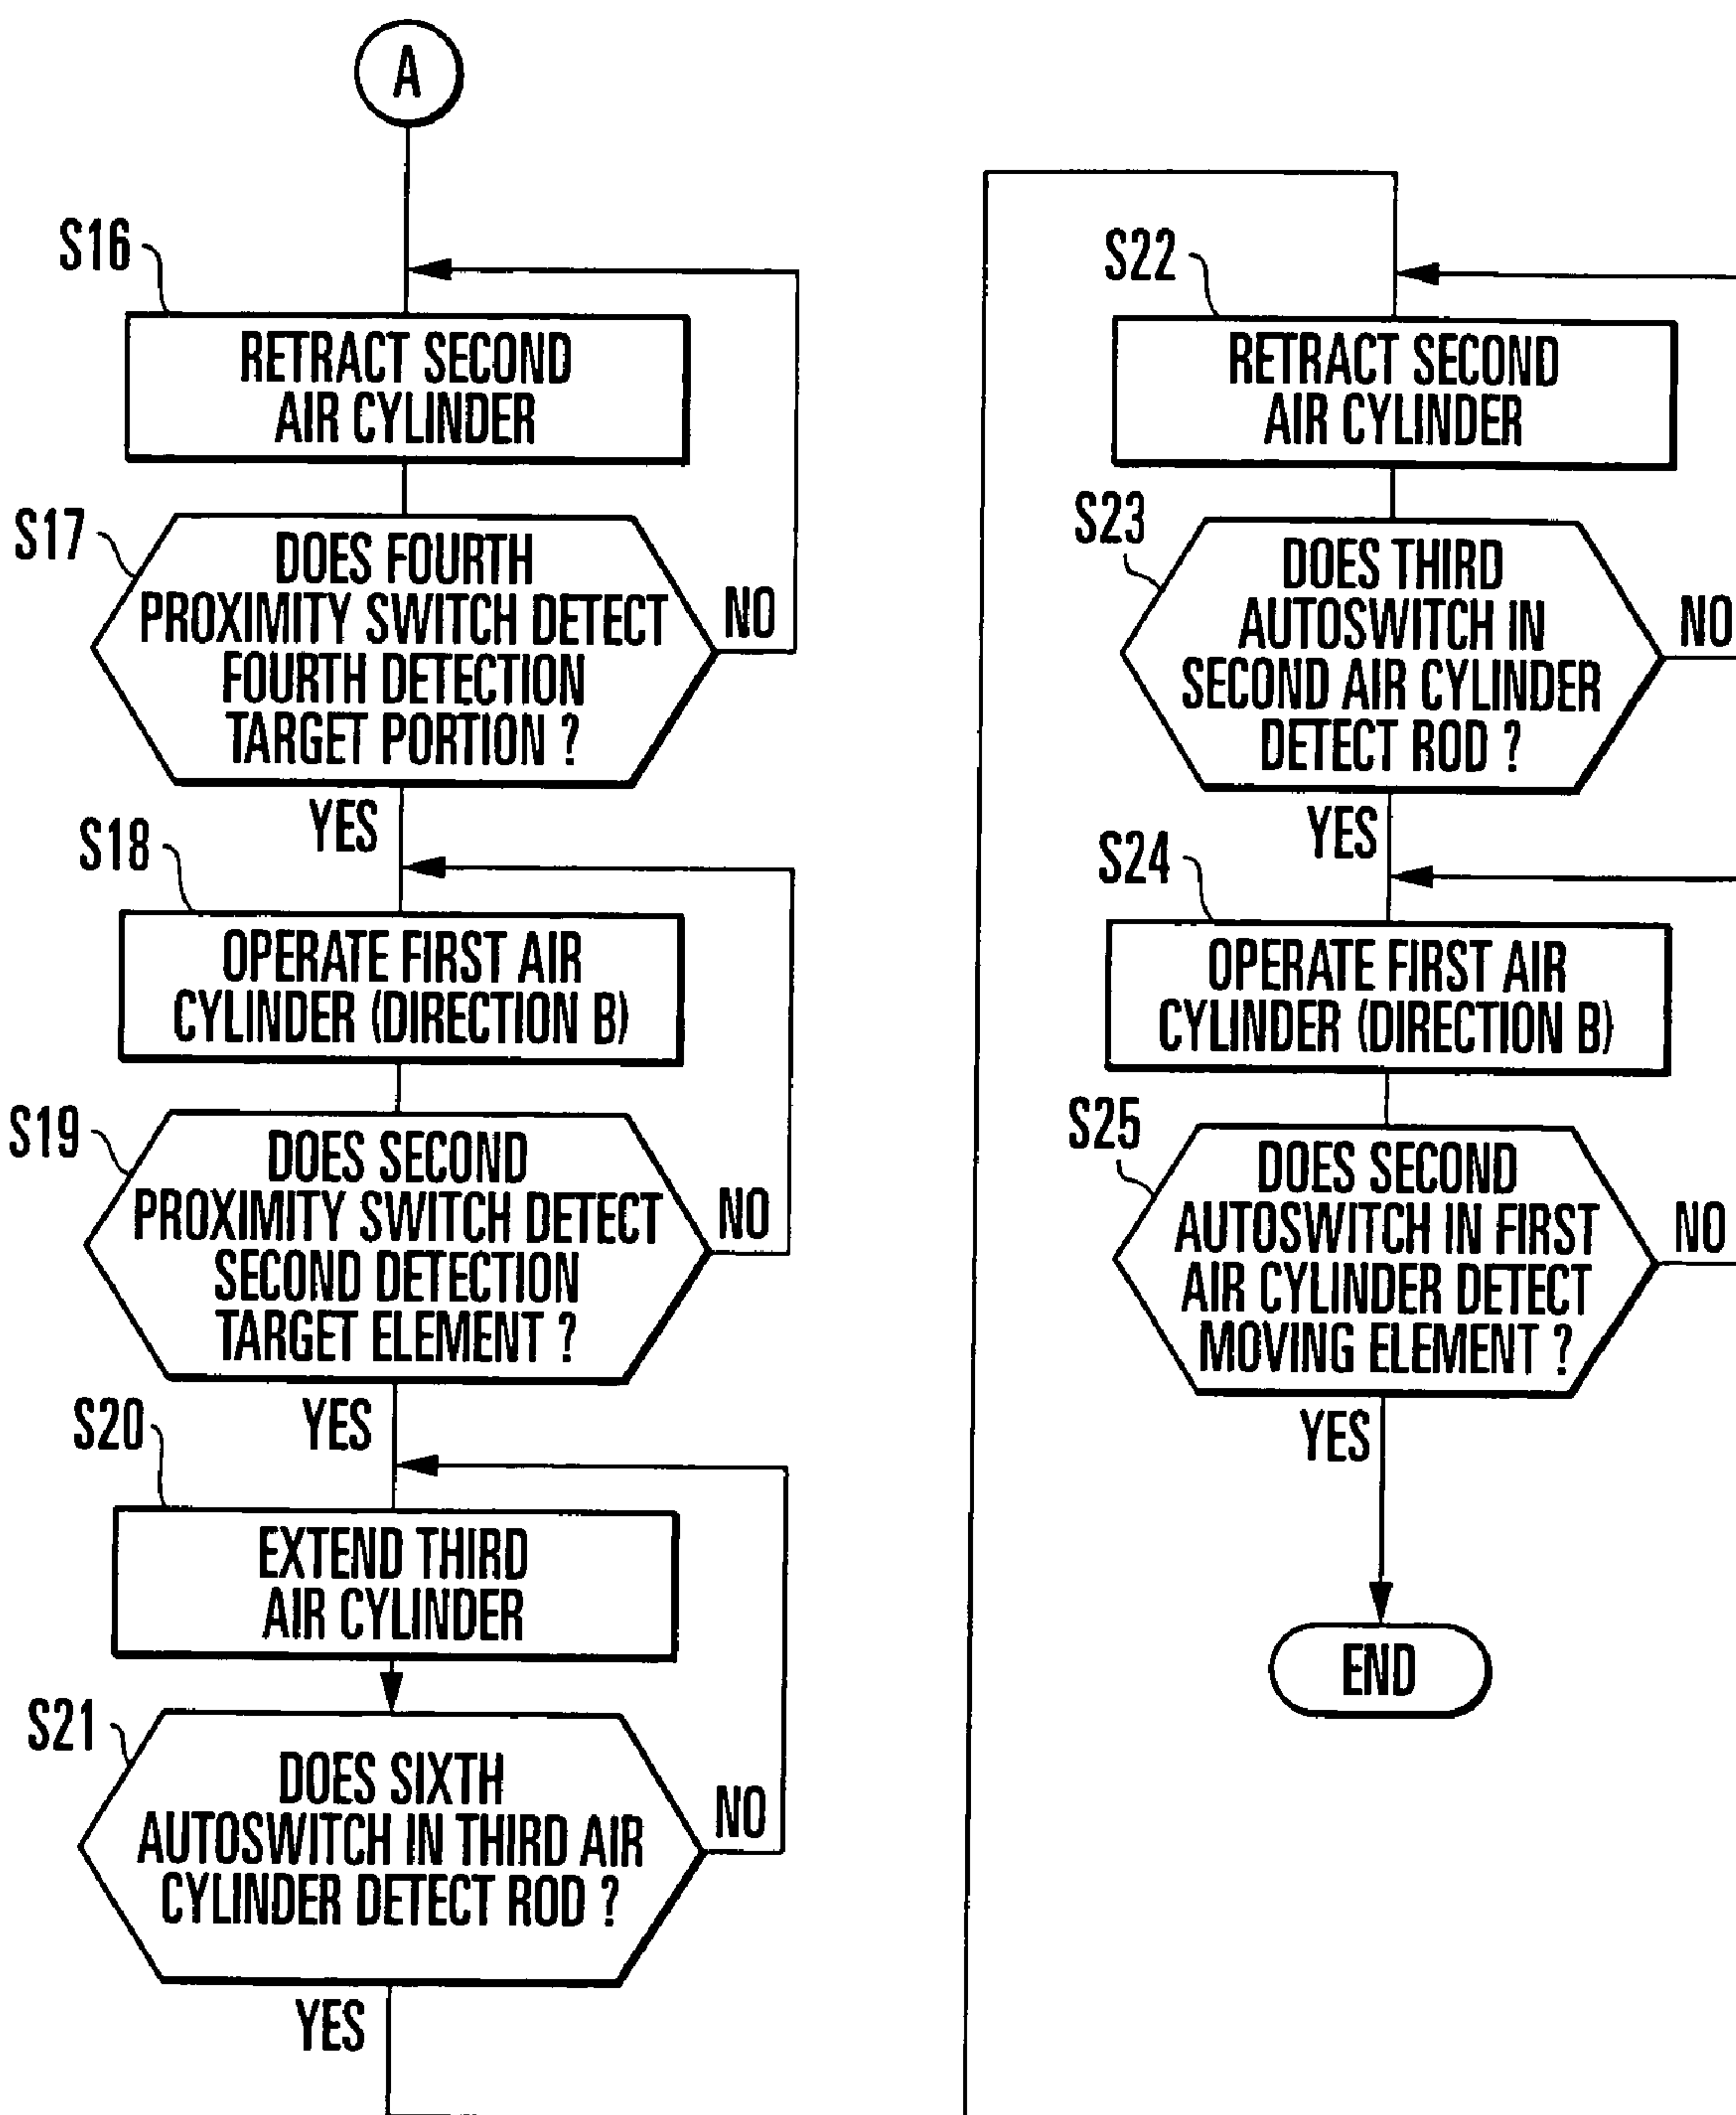 A
S16
RETRACT SECOND
AIR CYLINDER
S17
DOES FOURTH
PROXIMITY SWITCH DETECT
FOURTH DETECTION
TARGET PORTION ?
NO
YES
S18
OPERATE FIRST AIR
CYLINDER (DIRECTION B)
S19
DOES SECOND
PROXIMITY SWITCH DETECT
SECOND DETECTION
TARGET ELEMENT ?
NO
YES
S20
EXTEND THIRD
AIR CYLINDER
S21
DOES SIXTH
AUTOSWITCH IN THIRD AIR
CYLINDER DETECT ROD ?
NO
YES
S22
RETRACT SECOND
AIR CYLINDER
S23
DOES THIRD
AUTOSWITCH IN
SECOND AIR CYLINDER
DETECT ROD ?
NO
YES
S24
OPERATE FIRST AIR
CYLINDER (DIRECTION B)
S25
DOES SECOND
AUTOSWITCH IN FIRST
AIR CYLINDER DETECT
MOVING ELEMENT ?
NO
YES
END